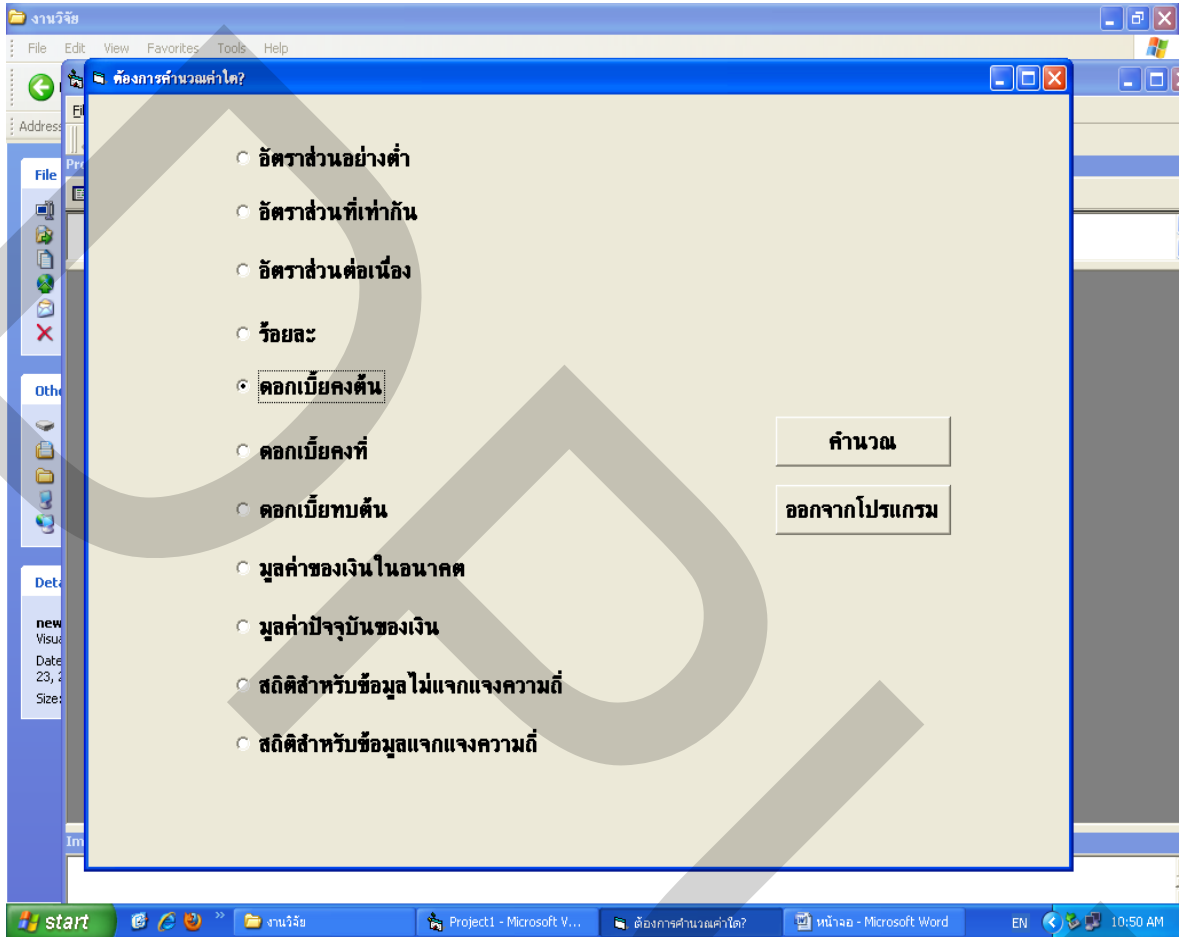 งานวิจัย
File Edit View Favorites Tools Help
ต้องการคำนวณค่าใด?
Address
File
อัตราส่วนอย่างต่ำ
อัตราส่วนที่เท่ากัน
อัตราส่วนต่อเนื่อง
ร้อยละ
ดอกเบี้ยคงต้น
ดอกเบี้ยคงที่
ดอกเบี้ยทบต้น
มูลค่าของเงินในอนาคต
มูลค่าปัจจุบันของเงิน
สถิติสำหรับข้อมูลไม่แจกแจงความถี่
สถิติสำหรับข้อมูลแจกแจงความถี่
คำนวณ
ออกจากโปรแกรม
new
Date
23, 2
Size:
start งานวิจัย Project1 - Microsoft V... ต้องการคำนวณค่าใด? หน้าจอ - Microsoft Word EN 10:50 AM